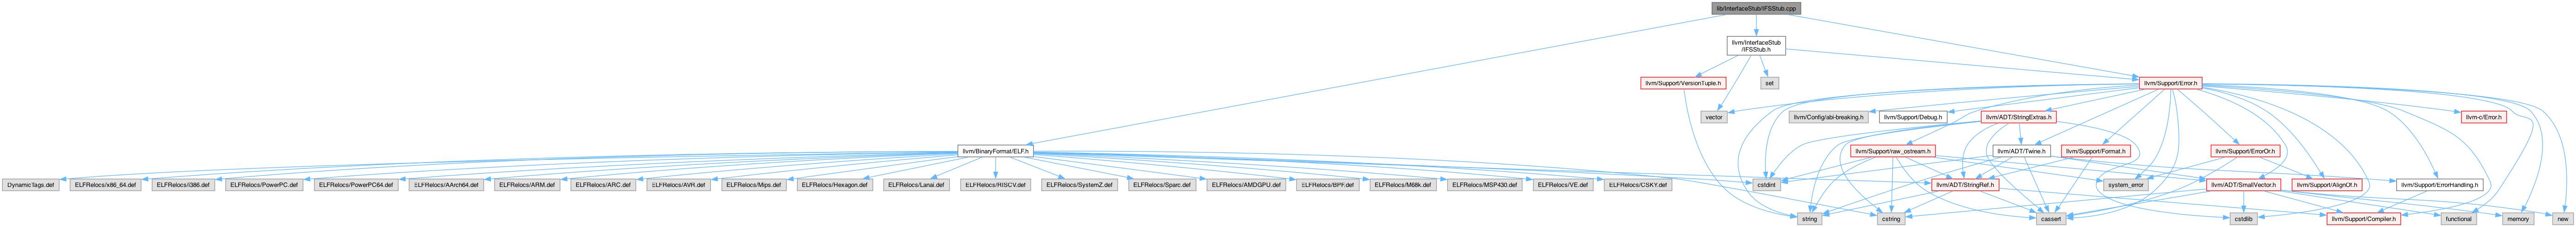 lib/InterfaceStub/IFSStub.cpp
llvm/InterfaceStub
/IFSStub.h
llvm/Support/VersionTuple.h
set
llvm/Support/Error.h
vector
llvm/Config/abi-breaking.h
llvm/Support/Debug.h
llvm/ADT/StringExtras.h
llvm-c/Error.h
llvm/BinaryFormat/ELF.h
llvm/Support/raw_ostream.h
llvm/ADT/Twine.h
llvm/Support/Format.h
llvm/Support/ErrorOr.h
DynamicTags.def
ELFRelocs/x86_64.def
ELFRelocs/i386.def
ELFRelocs/PowerPC.def
ELFRelocs/PowerPC64.def
ELFRelocs/AArch64.def
ELFRelocs/ARM.def
ELFRelocs/ARC.def
ELFRelocs/AVR.def
ELFRelocs/Mips.def
ELFRelocs/Hexagon.def
ELFRelocs/Lanai.def
ELFRelocs/RISCV.def
ELFRelocs/SystemZ.def
ELFRelocs/Sparc.def
ELFRelocs/AMDGPU.def
ELFRelocs/BPF.def
ELFRelocs/M68k.def
ELFRelocs/MSP430.def
ELFRelocs/VE.def
ELFRelocs/CSKY.def
cstdint
llvm/ADT/StringRef.h
system_error
llvm/ADT/SmallVector.h
llvm/Support/AlignOf.h
llvm/Support/ErrorHandling.h
string
cstring
cassert
cstdlib
llvm/Support/Compiler.h
functional
memory
new